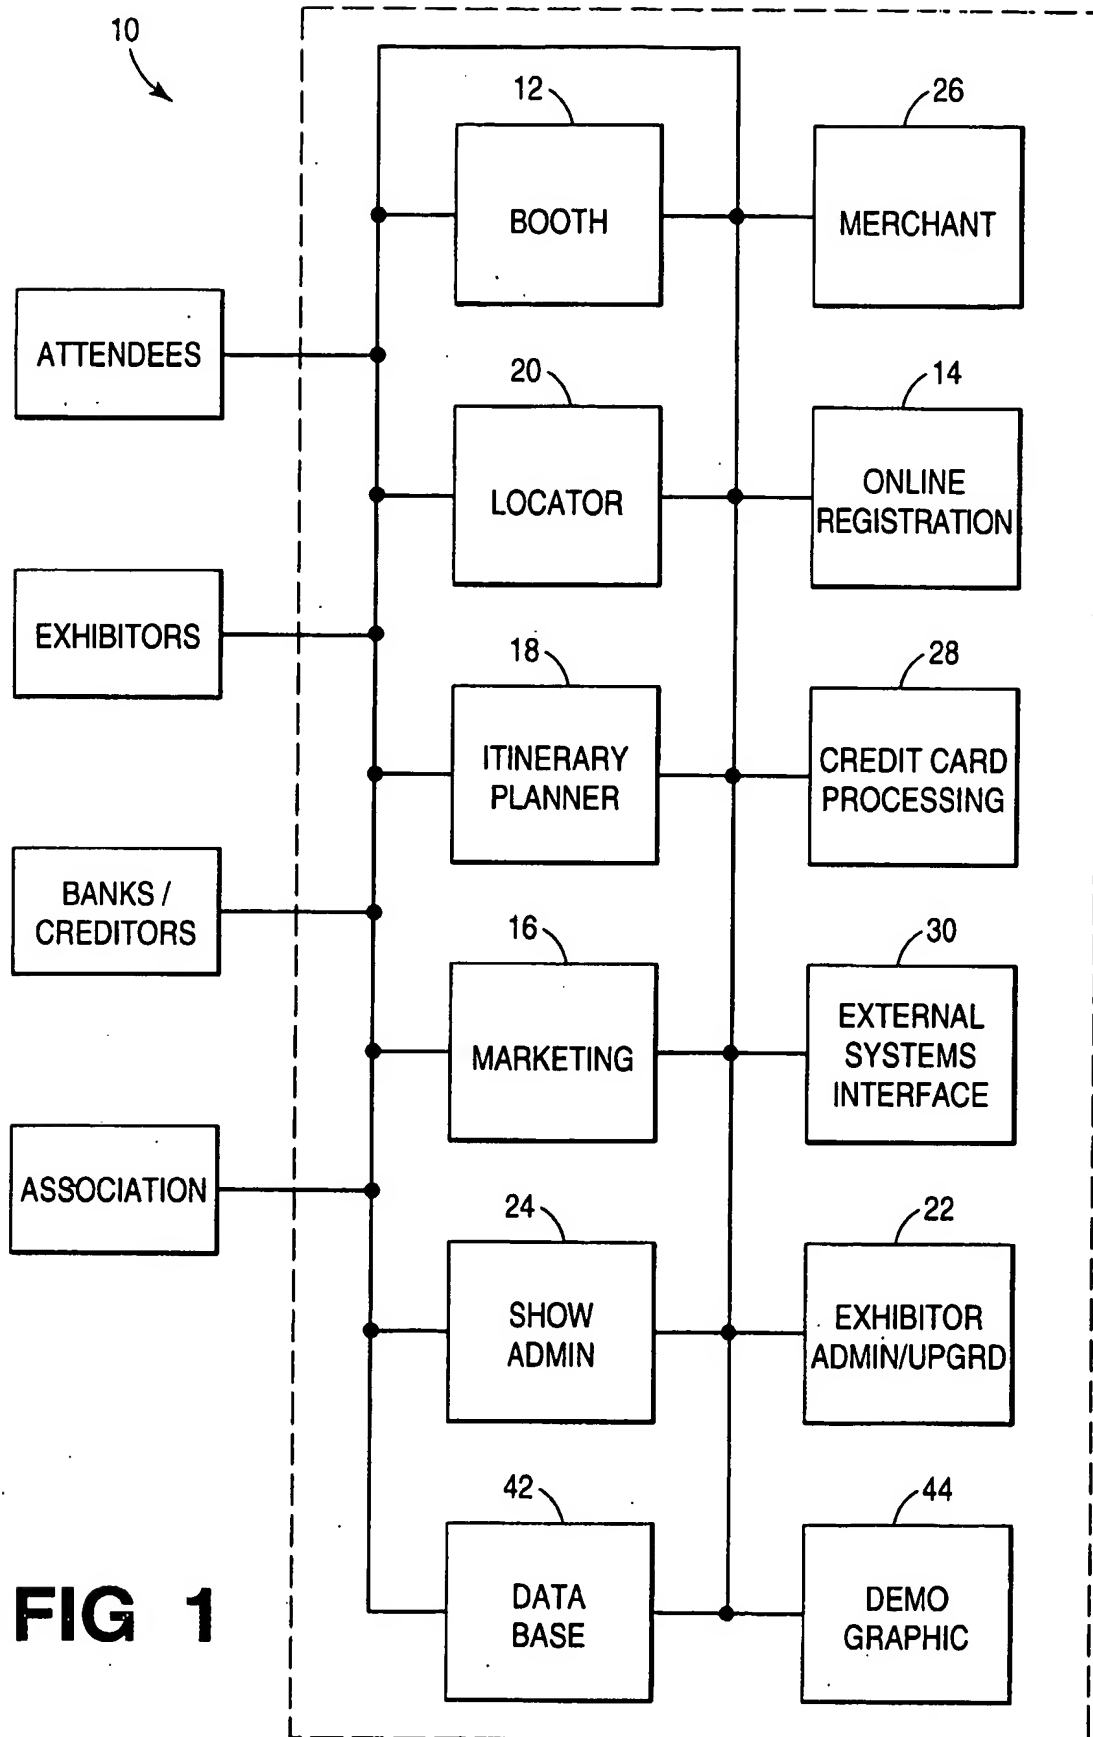 10
12
26
BOOTH
MERCHANT
ATTENDEES
20
14
LOCATOR
ONLINE
REGISTRATION
EXHIBITORS
18
28
ITINERARY
PLANNER
CREDIT CARD
PROCESSING
BANKS /
CREDITORS
16
30
MARKETING
EXTERNAL
SYSTEMS
INTERFACE
ASSOCIATION
24
22
SHOW
ADMIN
EXHIBITOR
ADMIN/UPGRD
42
44
DATA
BASE
DEMO
GRAPHIC
FIG 1